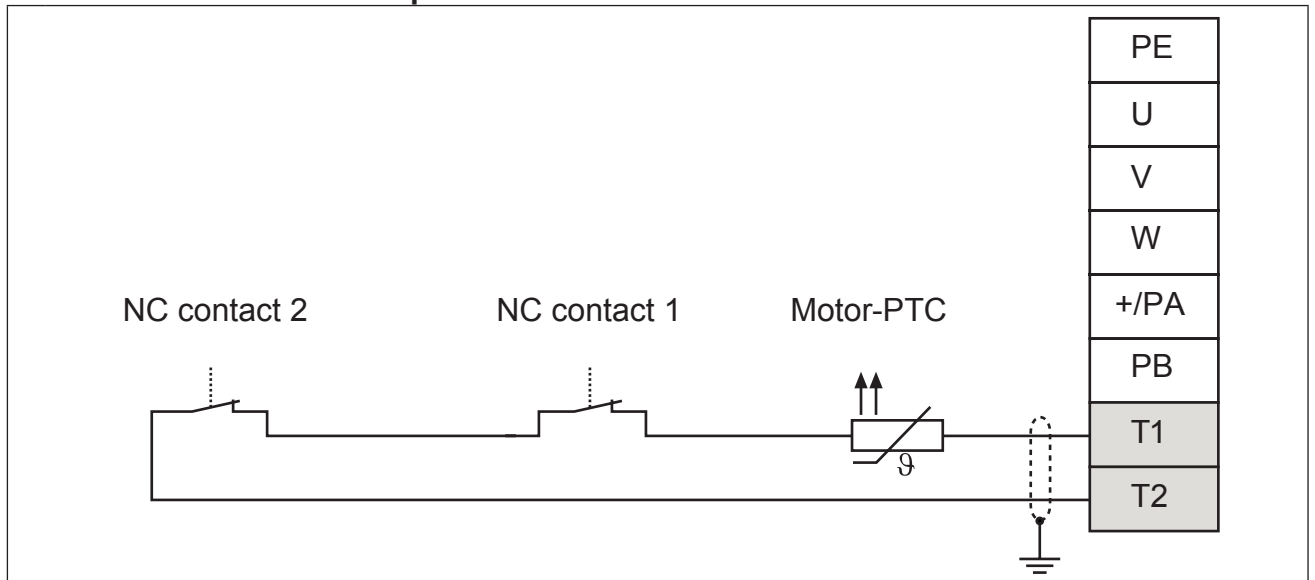 PE
U
V
W
+/PA
PB
T1
T2
NC contact 2
NC contact 1
Motor-PTC
ϑ